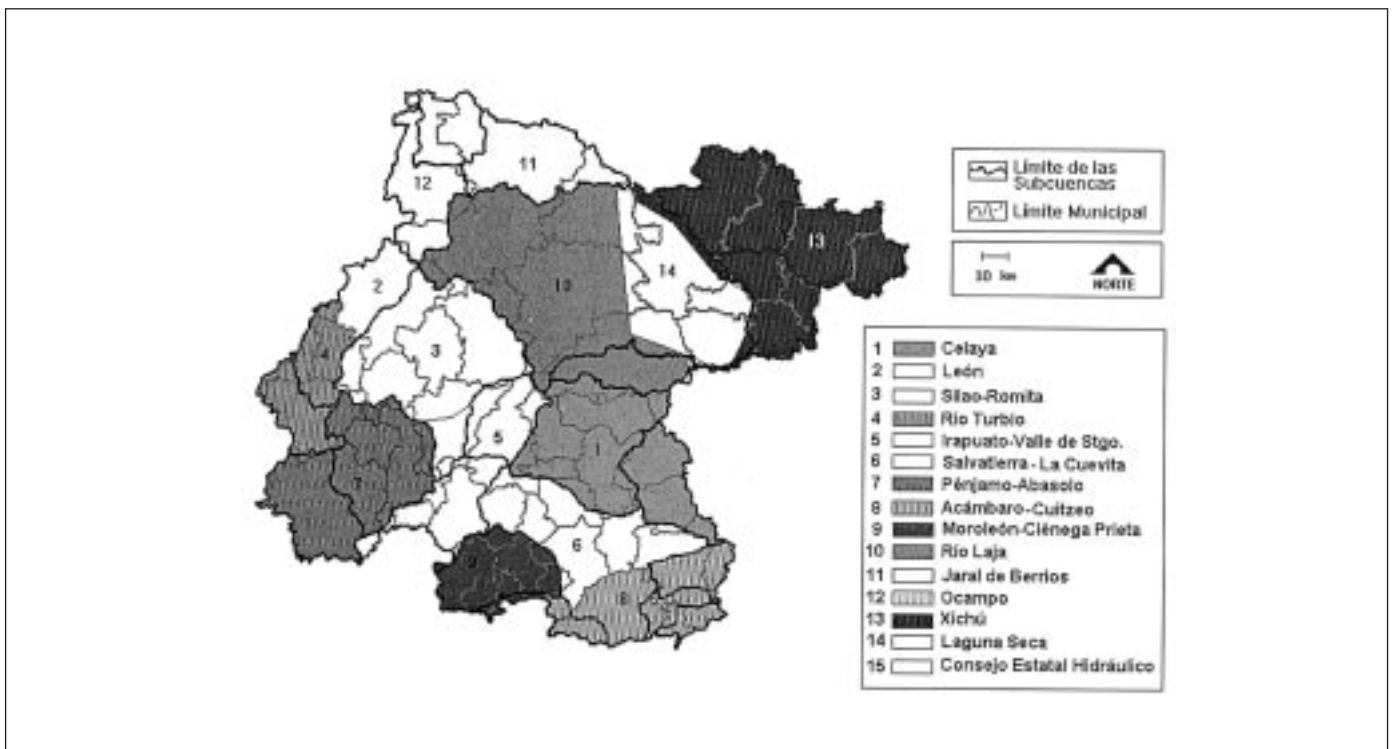 11
12
13
14
2
10
3
4
5
1
7
6
9
8
Límite de las
Subcuencas
Límite Municipal
10 km
NORTE
1 Celaya
2 León
3 Silao-Romita
4 Río Turbio
5 Irapuato-Valle de Stgo.
6 Salvatierra-La Cuevita
7 Pénjamo-Abasolo
8 Acámbaro-Cuitzeo
9 Moroleón-Ciénega Prieta
10 Río Laja
11 Jaral de Berrios
12 Ocampo
13 Xichú
14 Laguna Seca
15 Consejo Estatal Hidráulico